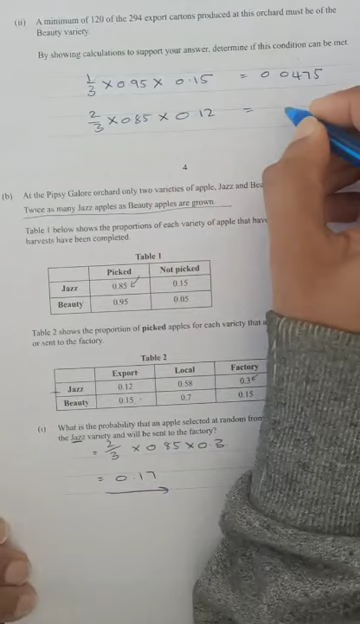 (ii) A minimum of 120 of the 294 export cartons produced at this orchard must be of the
Beauty variety.
By showing calculations to support your answer, determine if this condition can be met.
1/3 × 0.95 × 0.15 = 0.0475
2/3 × 0.85 × 0.12 =
4
(b) At the Pipsy Galore orchard only two varieties of apple, Jazz and
Twice as many Jazz apples as Beauty apples are grown.
Table 1 below shows the proportions of each variety of apple that
harvests have been completed.
Table 1
Picked Not picked
Jazz 0.85 0.15
Beauty 0.95 0.05
Table 2 shows the proportion of picked apples for each variety that
or sent to the factory.
Table 2
Export Local Factory
Jazz 0.12 0.58 0.3
Beauty 0.15 0.7 0.15
(i) What is the probability that an apple selected at random from
the Jazz variety and will be sent to the factory?
= 2/3 × 0.85 × 0.3
= 0.17